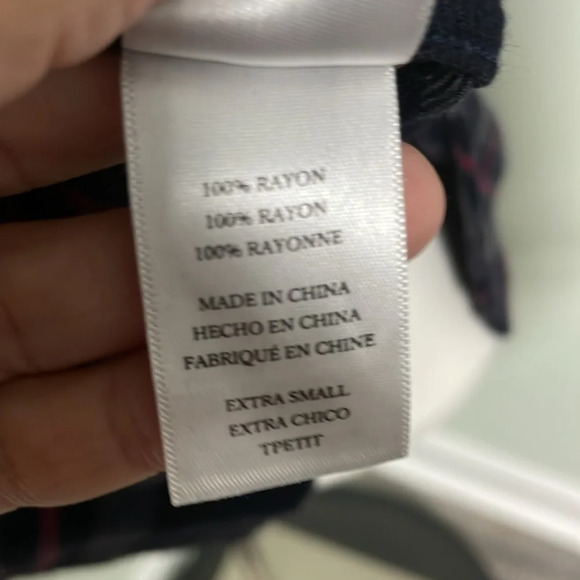 100% RAYON
100% RAYON
100% RAYONNE
MADE IN CHINA
HECHO EN CHINA
FABRIQUÉ EN CHINE
EXTRA SMALL
EXTRA CHICO
TPETIT